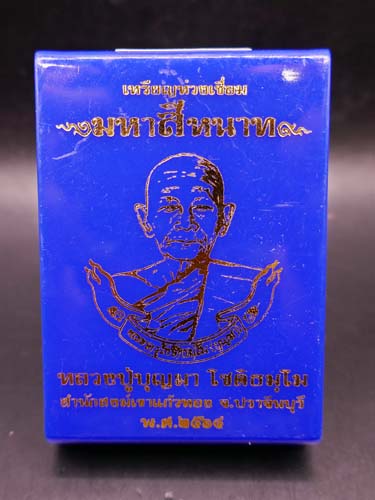 เหรียญห่วงเชื่อม
มหาสีหนาท
หลวงปู่บุญมา โชติธมฺโม
สำนักสงฆ์เขาแก้วทอง จ.ปราจีนบุรี
พ.ศ.๒๕๖๔